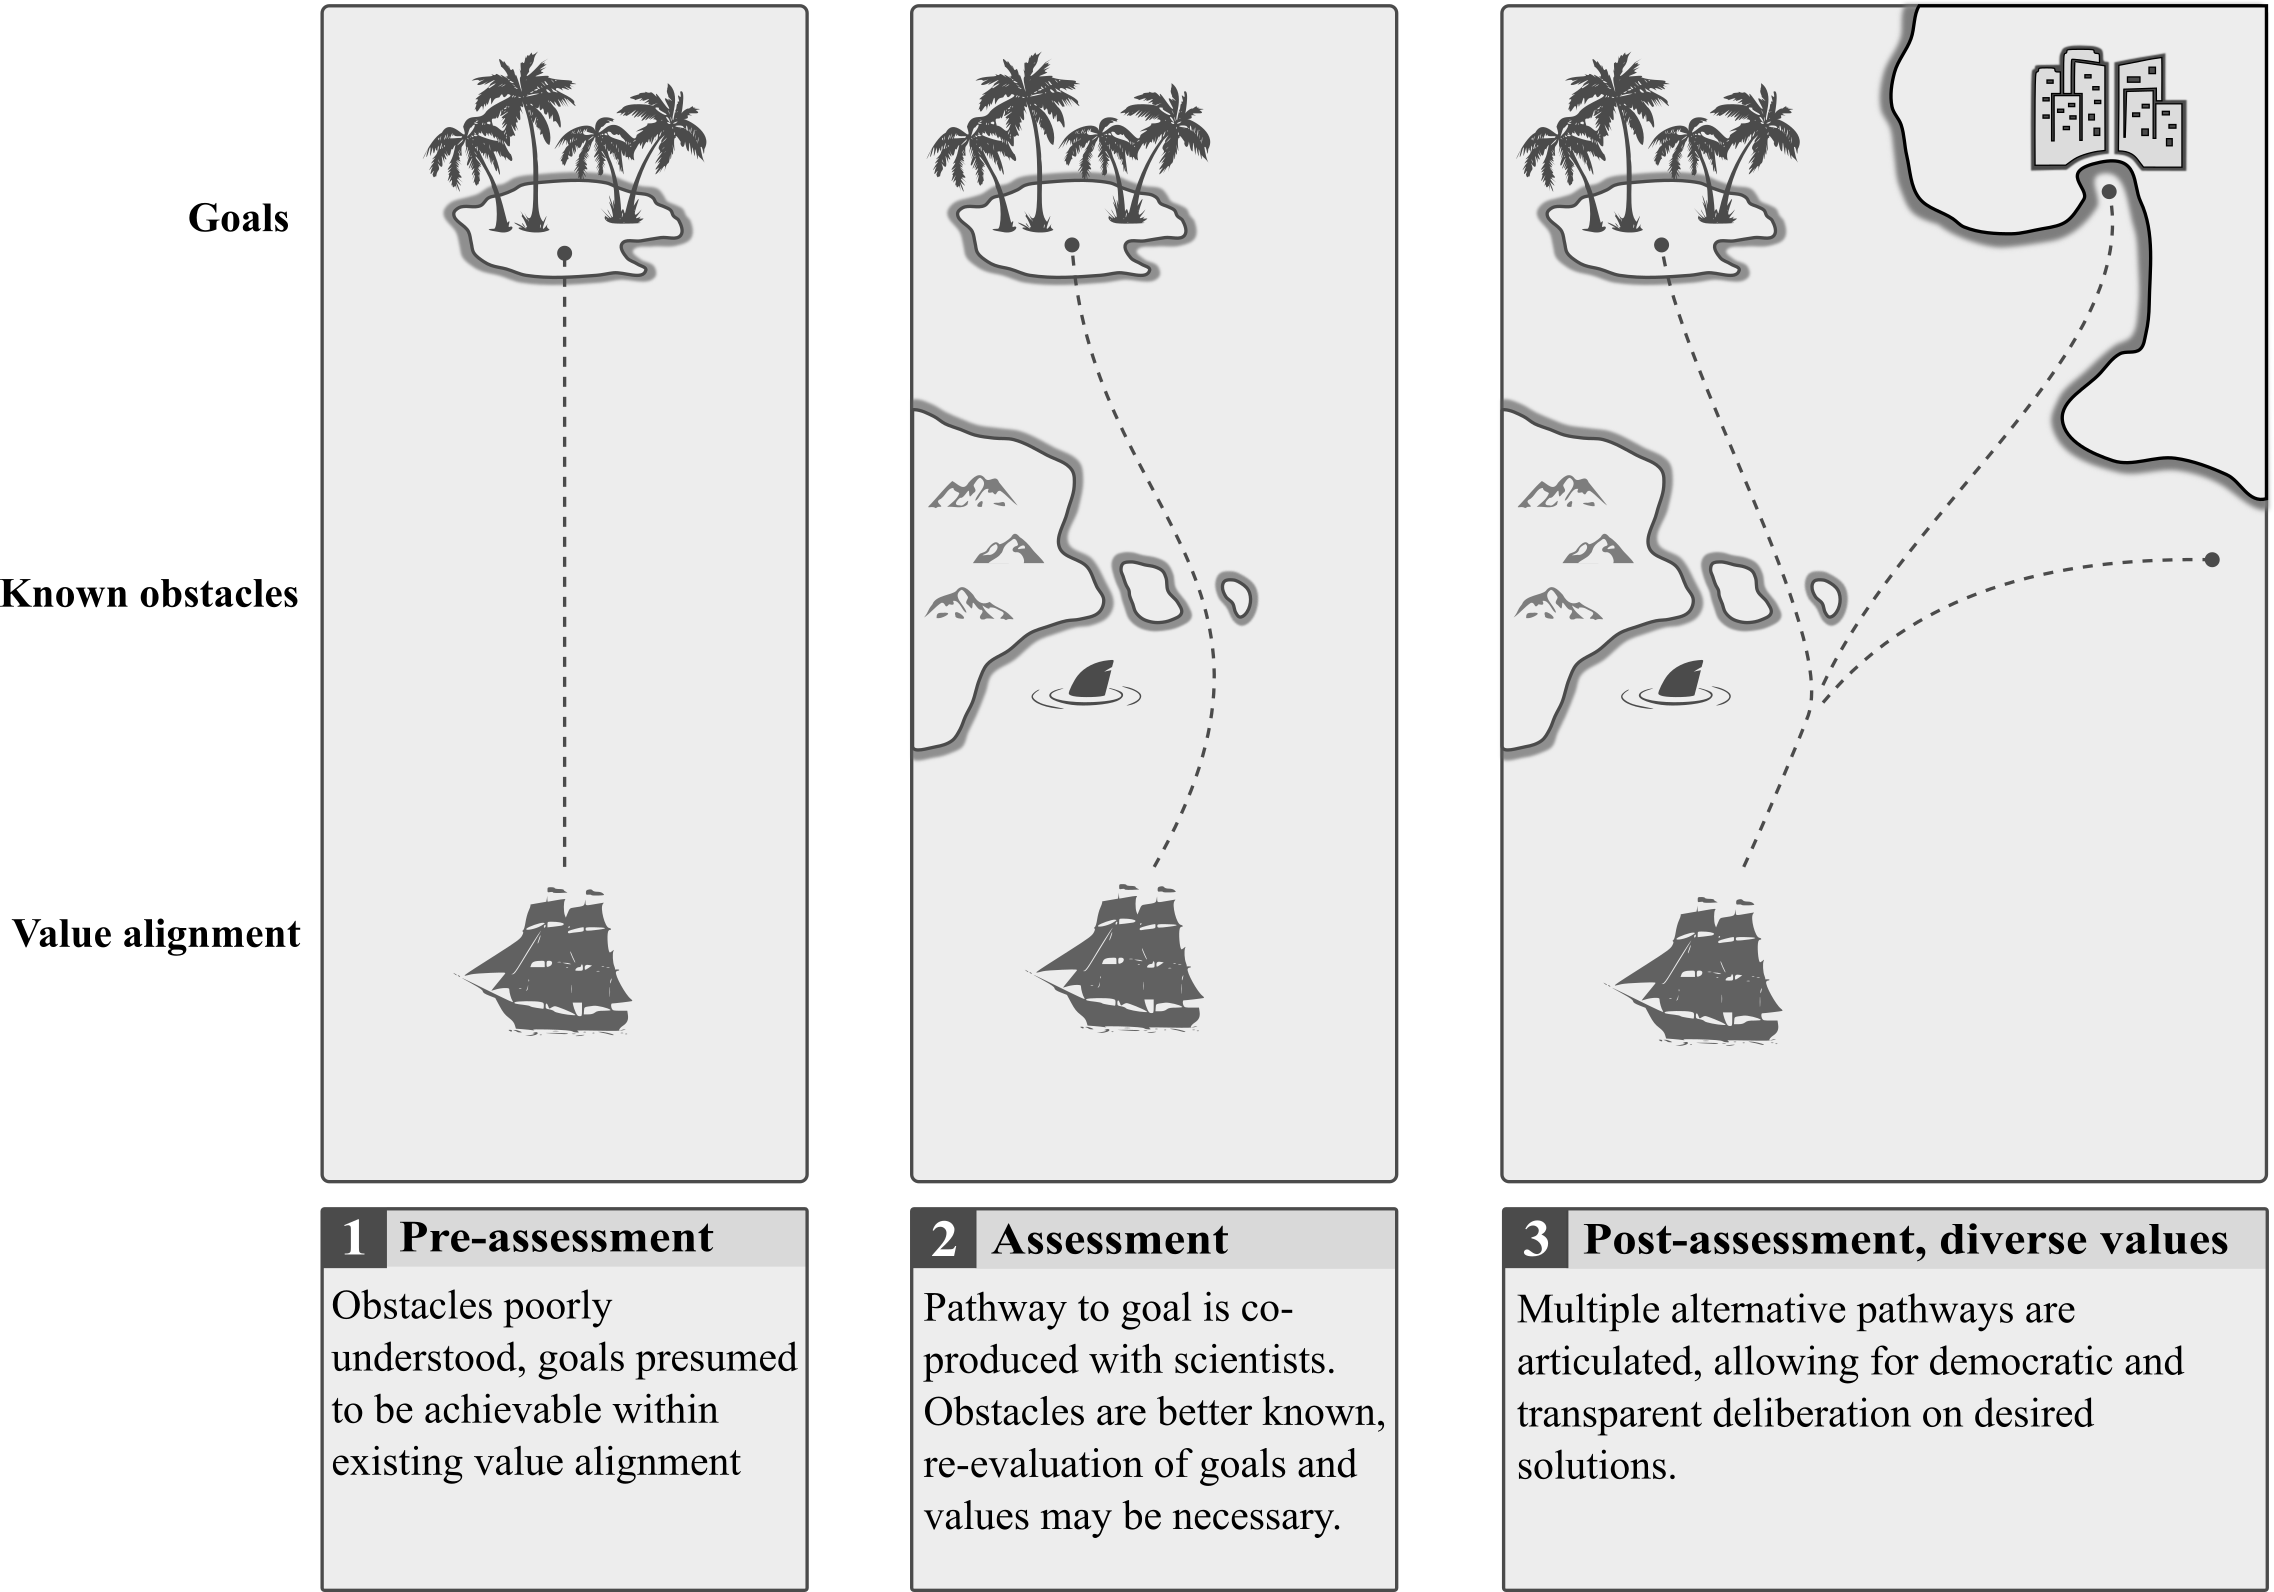 Goals
Known obstacles
Value alignment
1 Pre-assessment
Obstacles poorly
understood, goals presumed
to be achievable within
existing value alignment
2 Assessment
Pathway to goal is co-
produced with scientists.
Obstacles are better known,
re-evaluation of goals and
values may be necessary.
3 Post-assessment, diverse values
Multiple alternative pathways are
articulated, allowing for democratic and
transparent deliberation on desired
solutions.